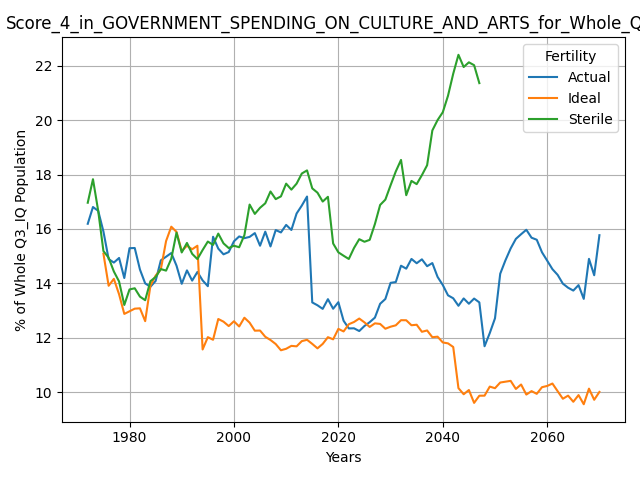 Score_4_in_GOVERNMENT_SPENDING_ON_CULTURE_AND_ARTS_for_Whole_Q
Fertility
Actual
Ideal
Sterile
% of Whole Q3_IQ Population
22
20
18
16
14
12
10
1980
2000
2020
2040
2060
Years